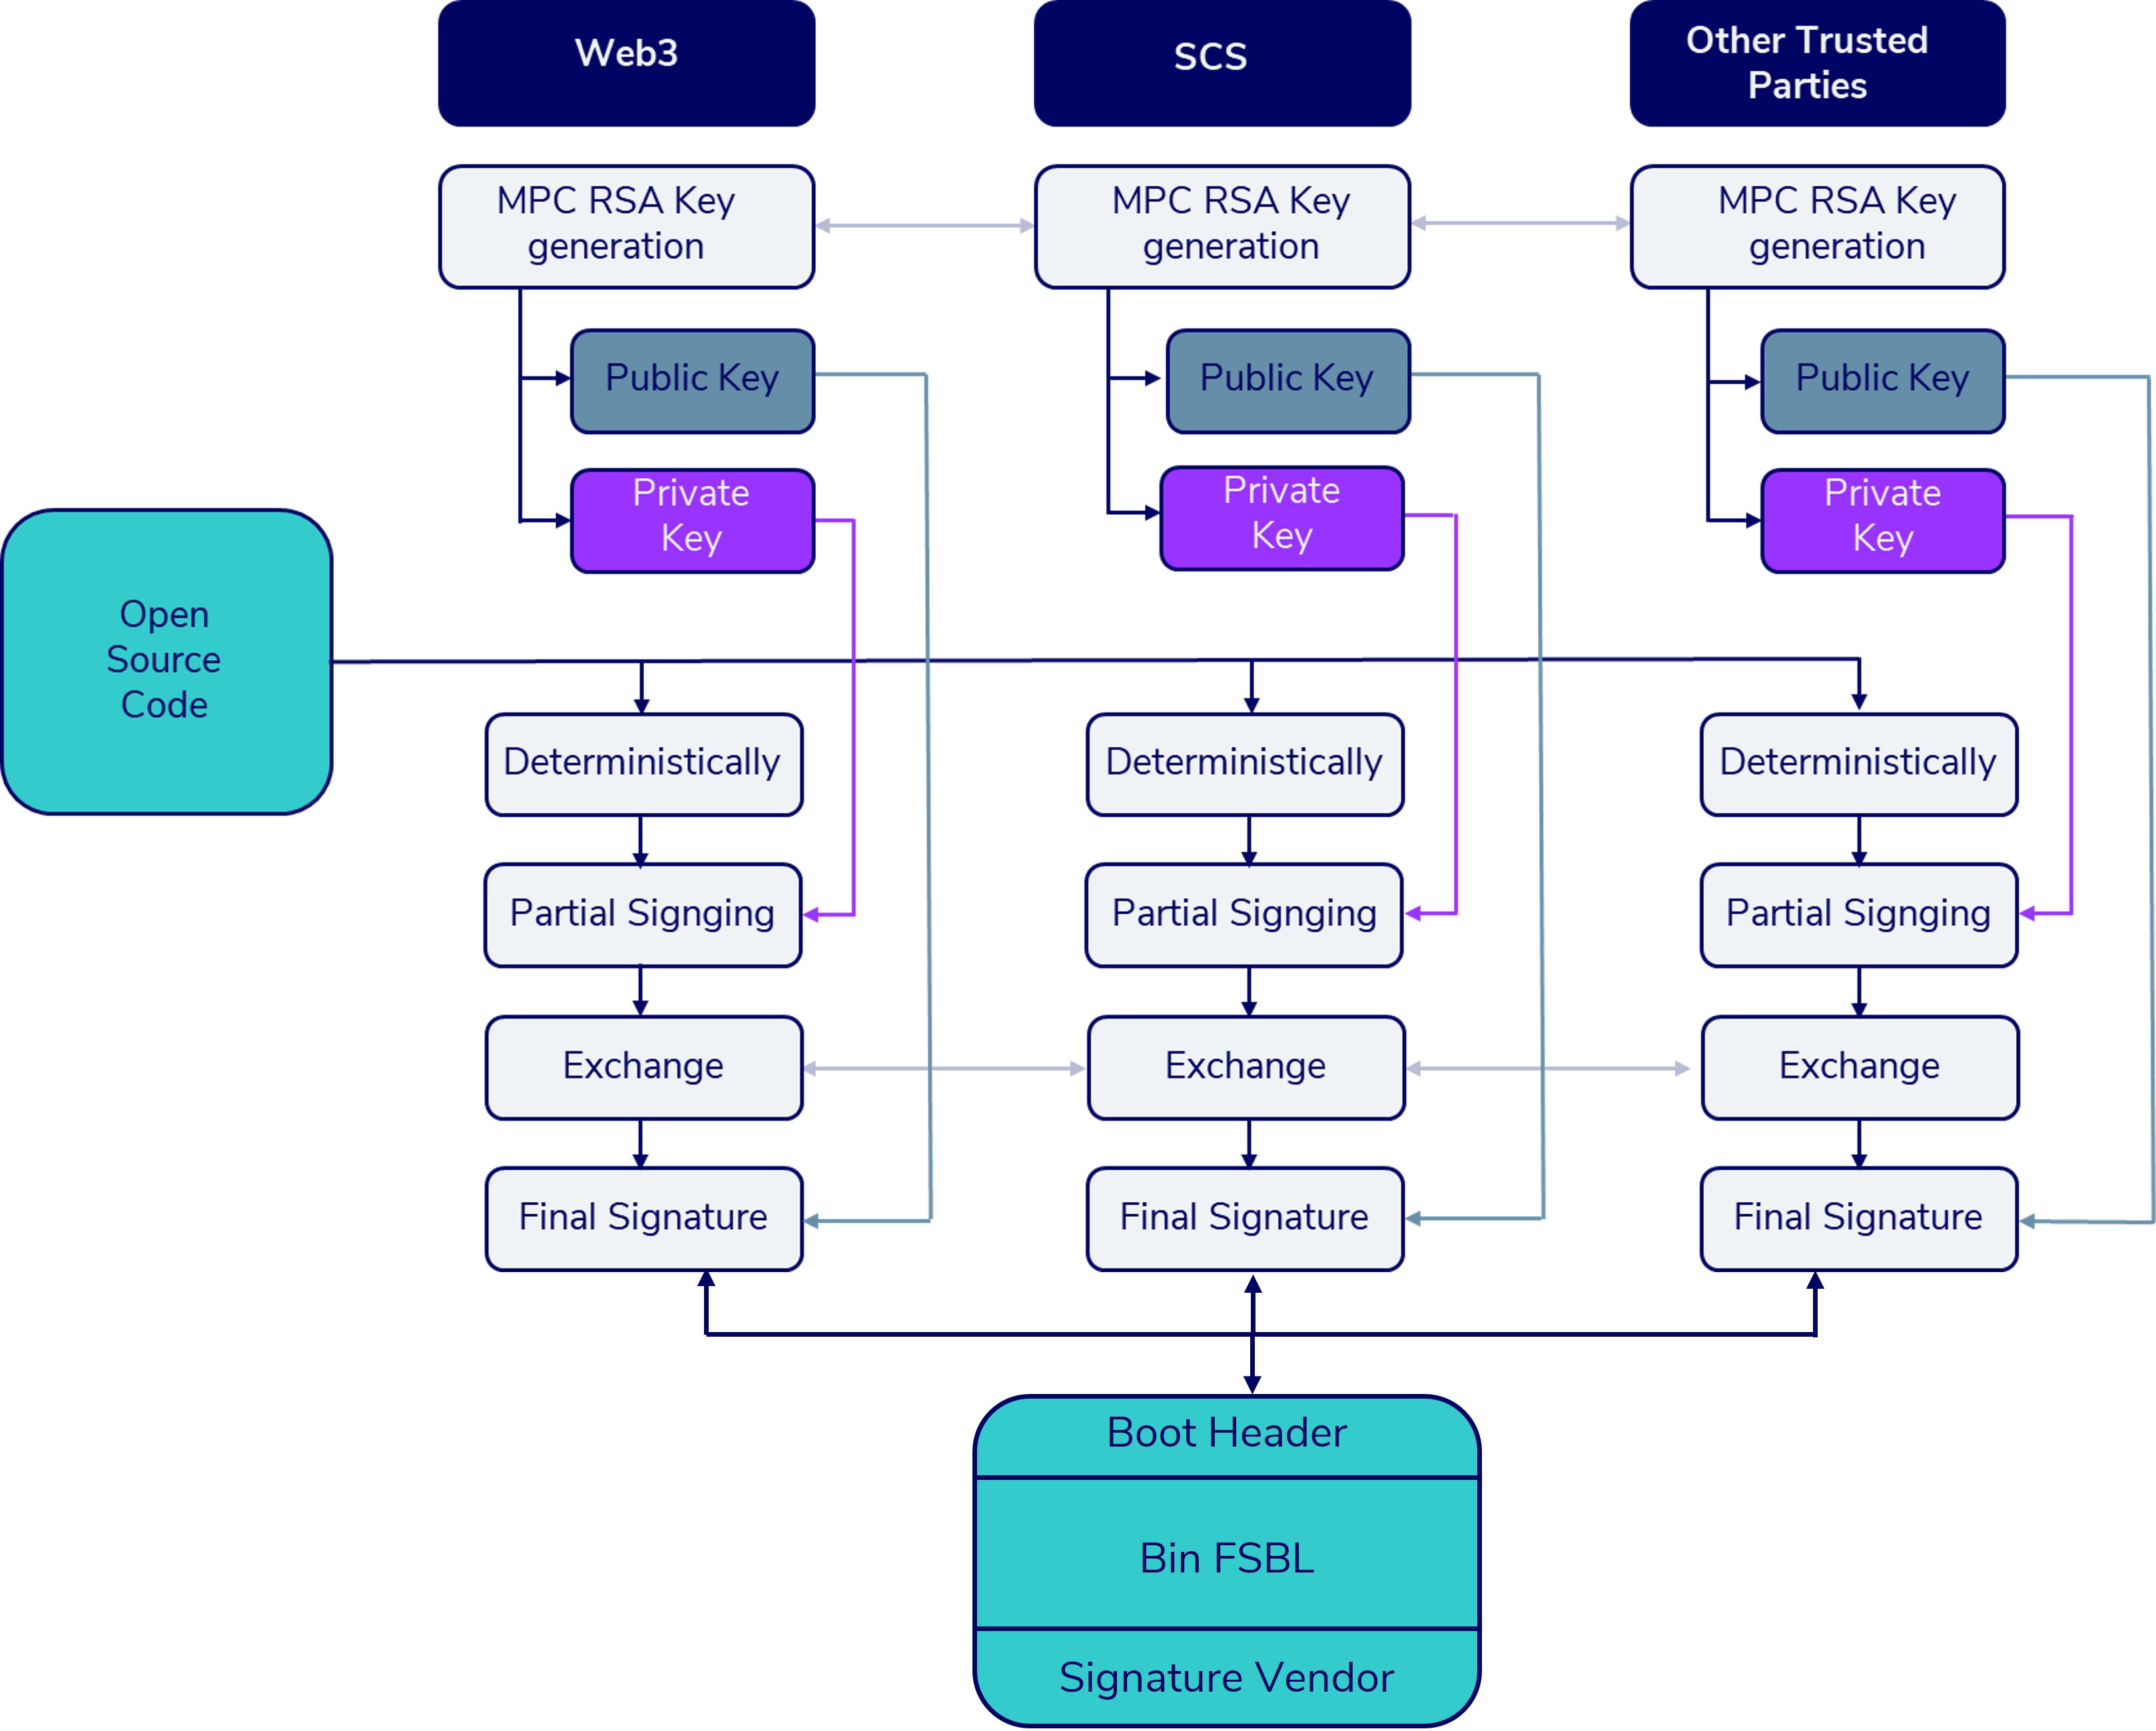 Web3
SCS
Other Trusted
Parties
MPC RSA Key
generation
MPC RSA Key
generation
MPC RSA Key
generation
Public Key
Public Key
Public Key
Private
Key
Private
Key
Private
Key
Open
Source
Code
Deterministically
Deterministically
Deterministically
Partial Signging
Partial Signging
Partial Signging
Exchange
Exchange
Exchange
Final Signature
Final Signature
Final Signature
Boot Header
Bin FSBL
Signature Vendor